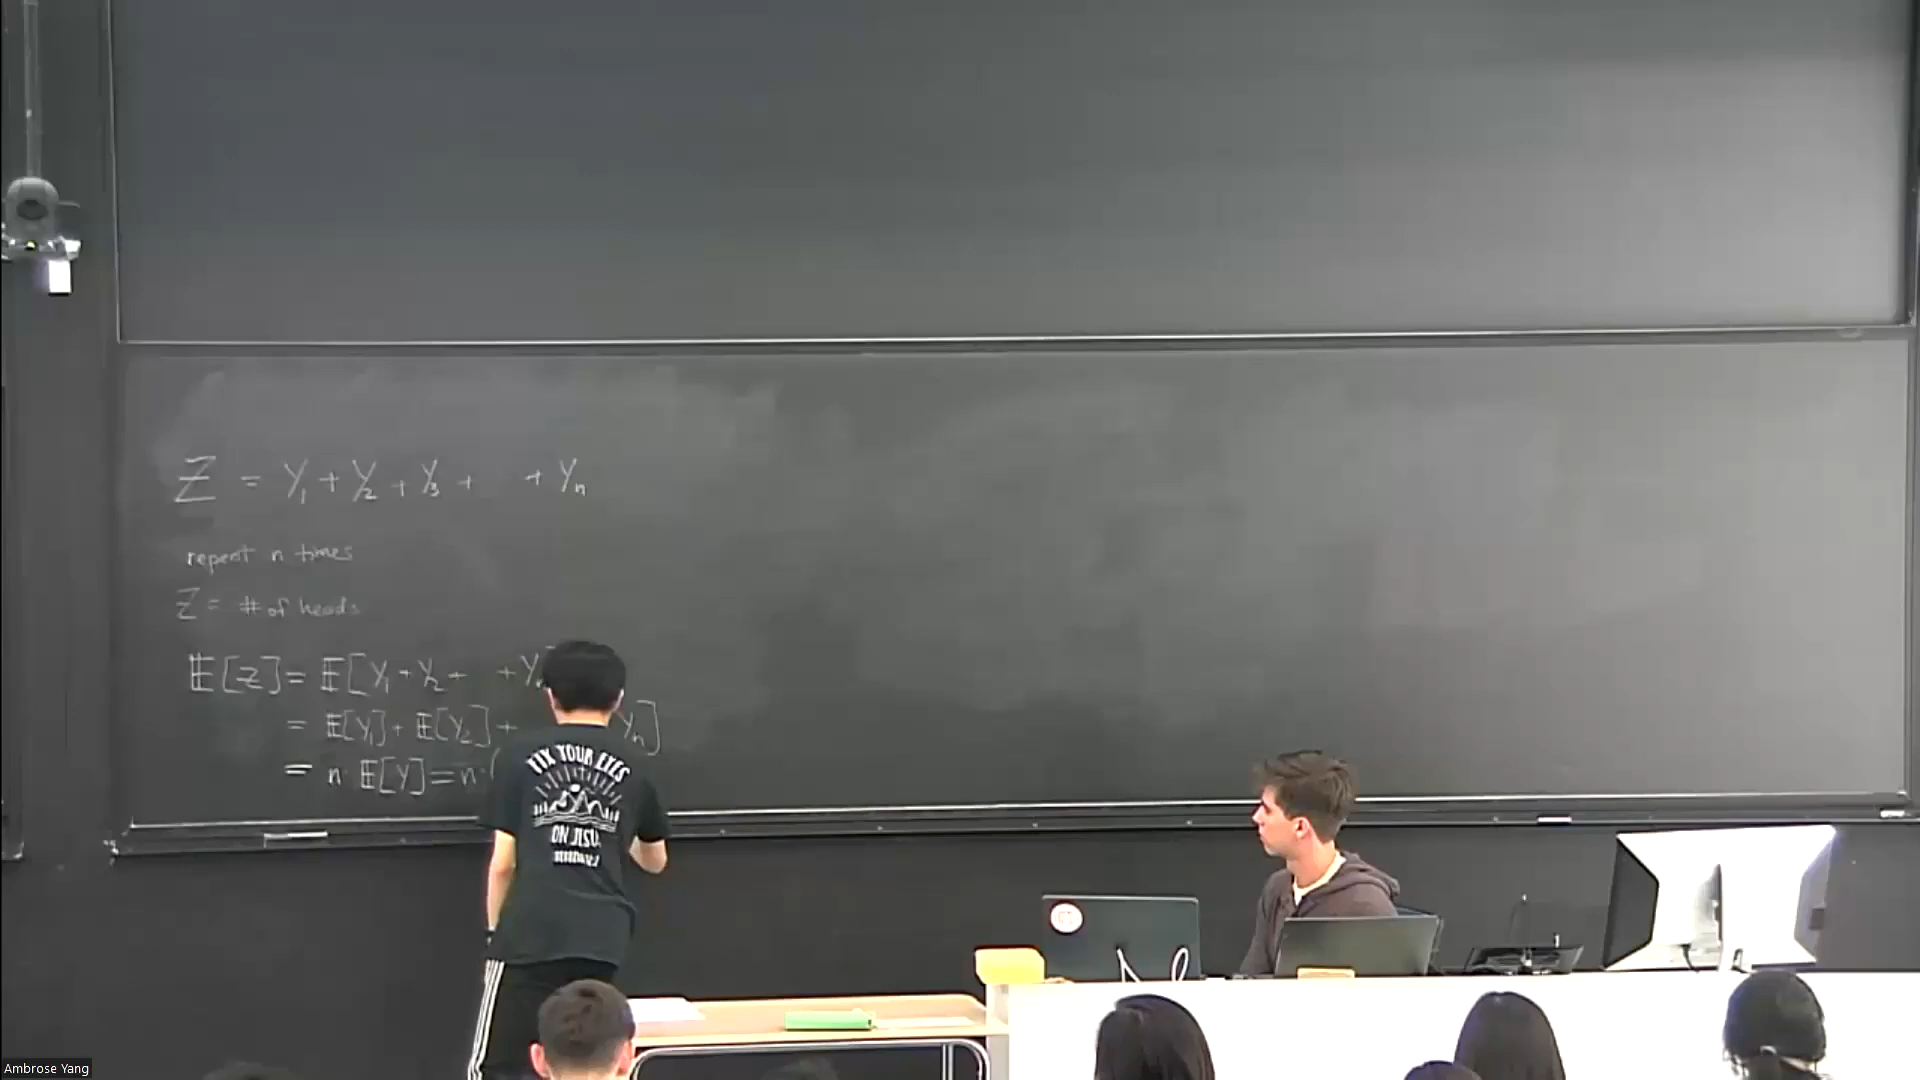 Z = Y₁ + Y₂ + Y₃ + + Yₙ
repeat n times
Z = # of heads
𝔼[Z] = 𝔼[Y₁ + Y₂ + + Y
= 𝔼[Y₁] + 𝔼[Y₂] + Yₙ]
= n · 𝔼[Y] = n · (
FIX YOUR EYES
ON JESU
Ambrose Yang